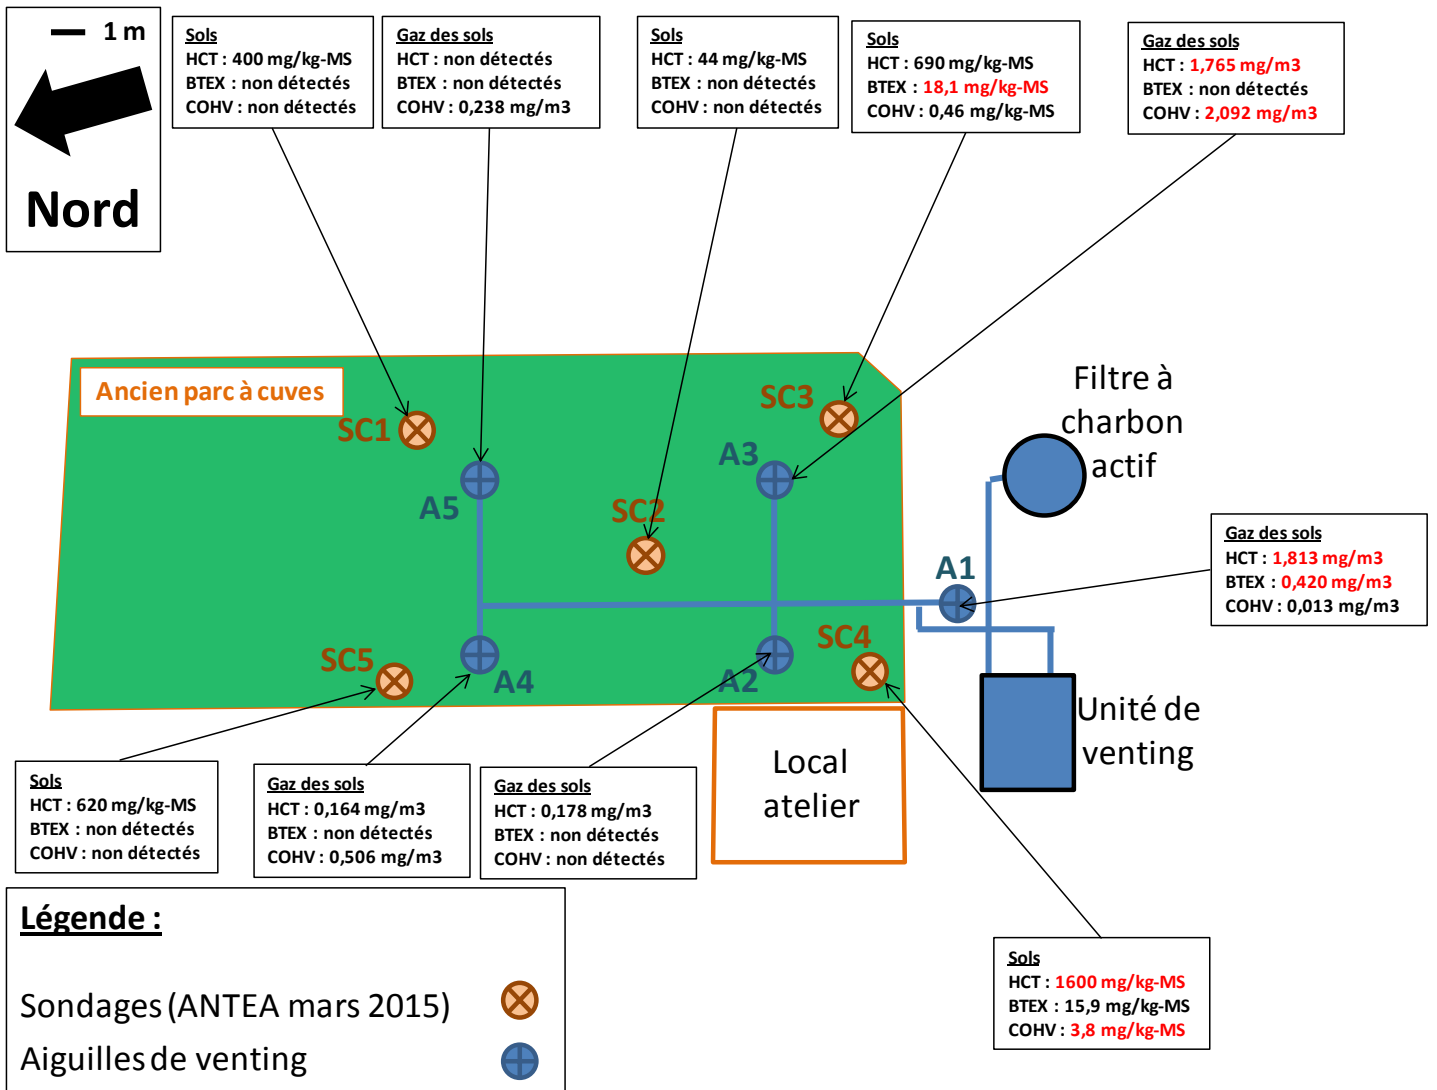 1 m
Nord
Sols
HCT : 400 mg/kg-MS
BTEX : non détectés
COHV : non détectés
Gaz des sols
HCT : non détectés
BTEX : non détectés
COHV : 0,238 mg/m3
Sols
HCT : 44 mg/kg-MS
BTEX : non détectés
COHV : non détectés
Sols
HCT : 690 mg/kg-MS
BTEX : 18,1 mg/kg-MS
COHV : 0,46 mg/kg-MS
Gaz des sols
HCT : 1,765 mg/m3
BTEX : non détectés
COHV : 2,092 mg/m3
Ancien parc à cuves
SC1
SC3
A5
A3
SC2
Filtre à
charbon
actif
A1
Gaz des sols
HCT : 1,813 mg/m3
BTEX : 0,420 mg/m3
COHV : 0,013 mg/m3
SC5
A4
A2
SC4
Unité de
venting
Local
atelier
Sols
HCT : 620 mg/kg-MS
BTEX : non détectés
COHV : non détectés
Gaz des sols
HCT : 0,164 mg/m3
BTEX : non détectés
COHV : 0,506 mg/m3
Gaz des sols
HCT : 0,178 mg/m3
BTEX : non détectés
COHV : non détectés
Sols
HCT : 1600 mg/kg-MS
BTEX : 15,9 mg/kg-MS
COHV : 3,8 mg/kg-MS
Légende :
Sondages (ANTEA mars 2015)
Aiguilles de venting